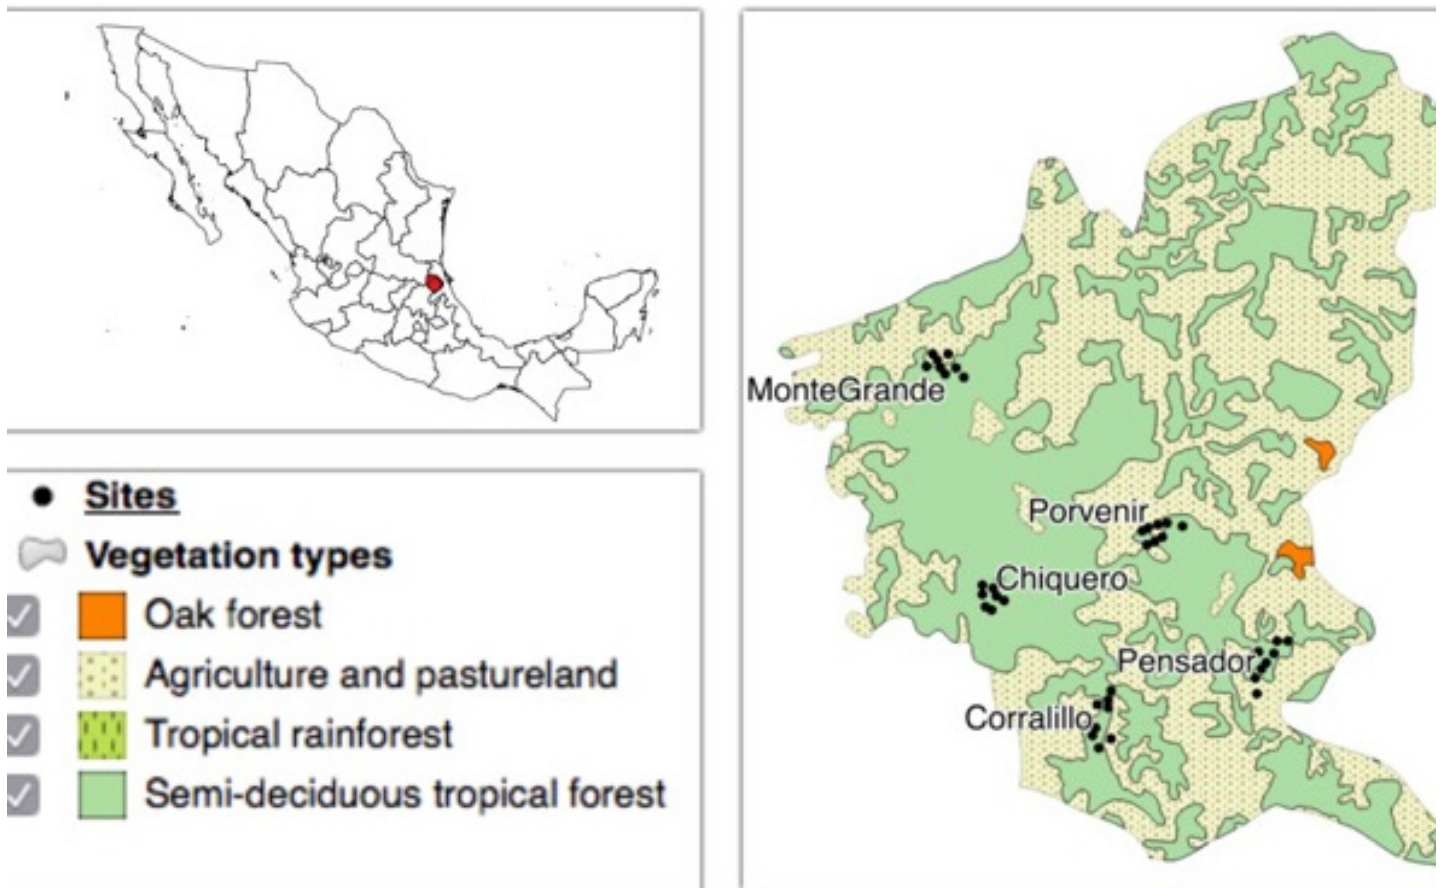 Sites
Vegetation types
Oak forest
Agriculture and pastureland
Tropical rainforest
Semi-deciduous tropical forest
MonteGrande
Porvenir
Chiquero
Pensador
Corralillo